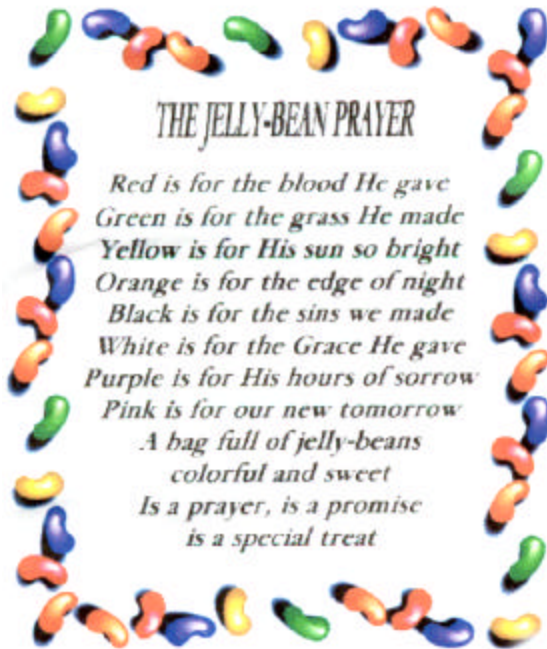 THE JELLY-BEAN PRAYER
Red is for the blood He gave
Green is for the grass He made
Yellow is for His sun so bright
Orange is for the edge of night
Black is for the sins we made
White is for the Grace He gave
Purple is for His hours of sorrow
Pink is for our new tomorrow
A bag full of jelly-beans
colorful and sweet
Is a prayer, is a promise
is a special treat